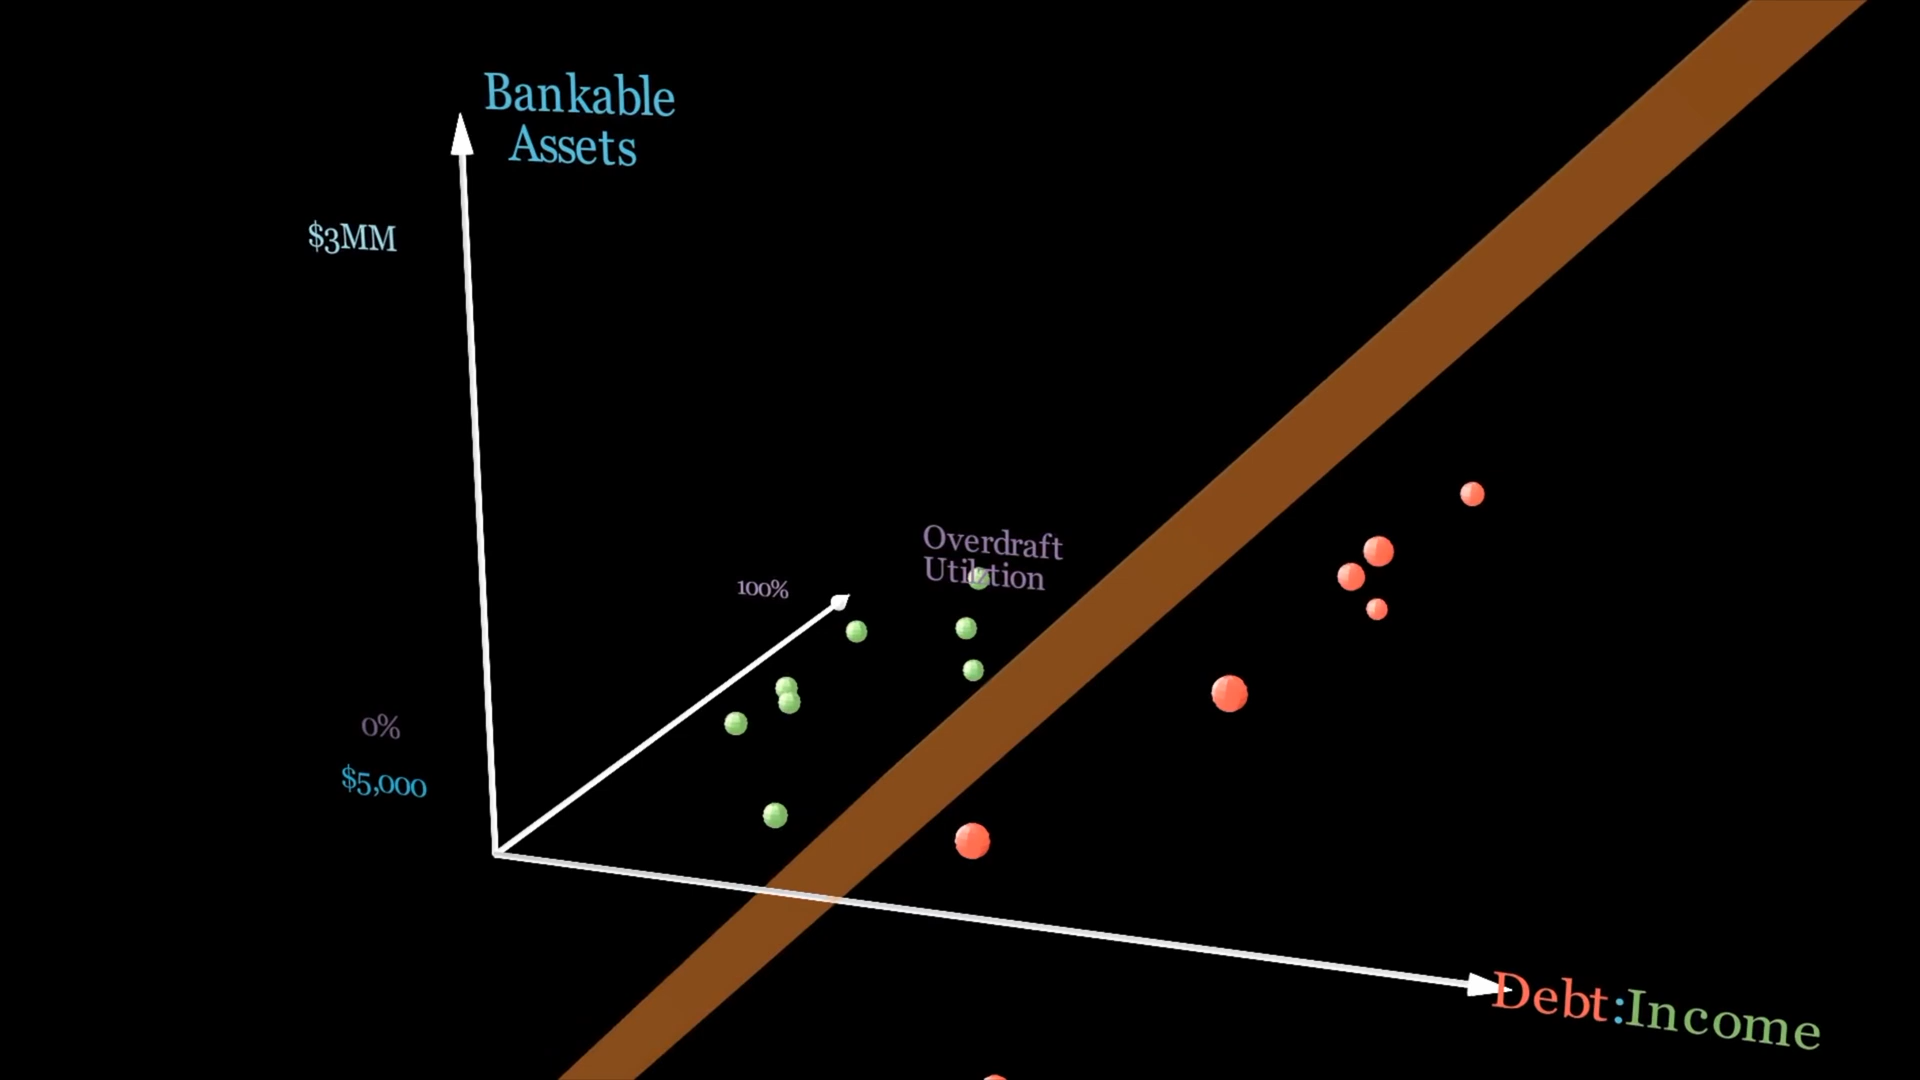 Bankable
Assets
$3MM
Overdraft
100%
0%
$5,000
Debt:Income